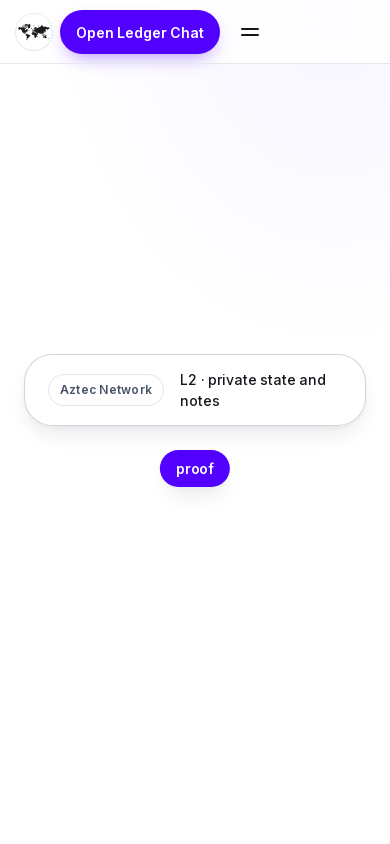 Open Ledger Chat
Aztec Network
L2 · private state and
notes
proof